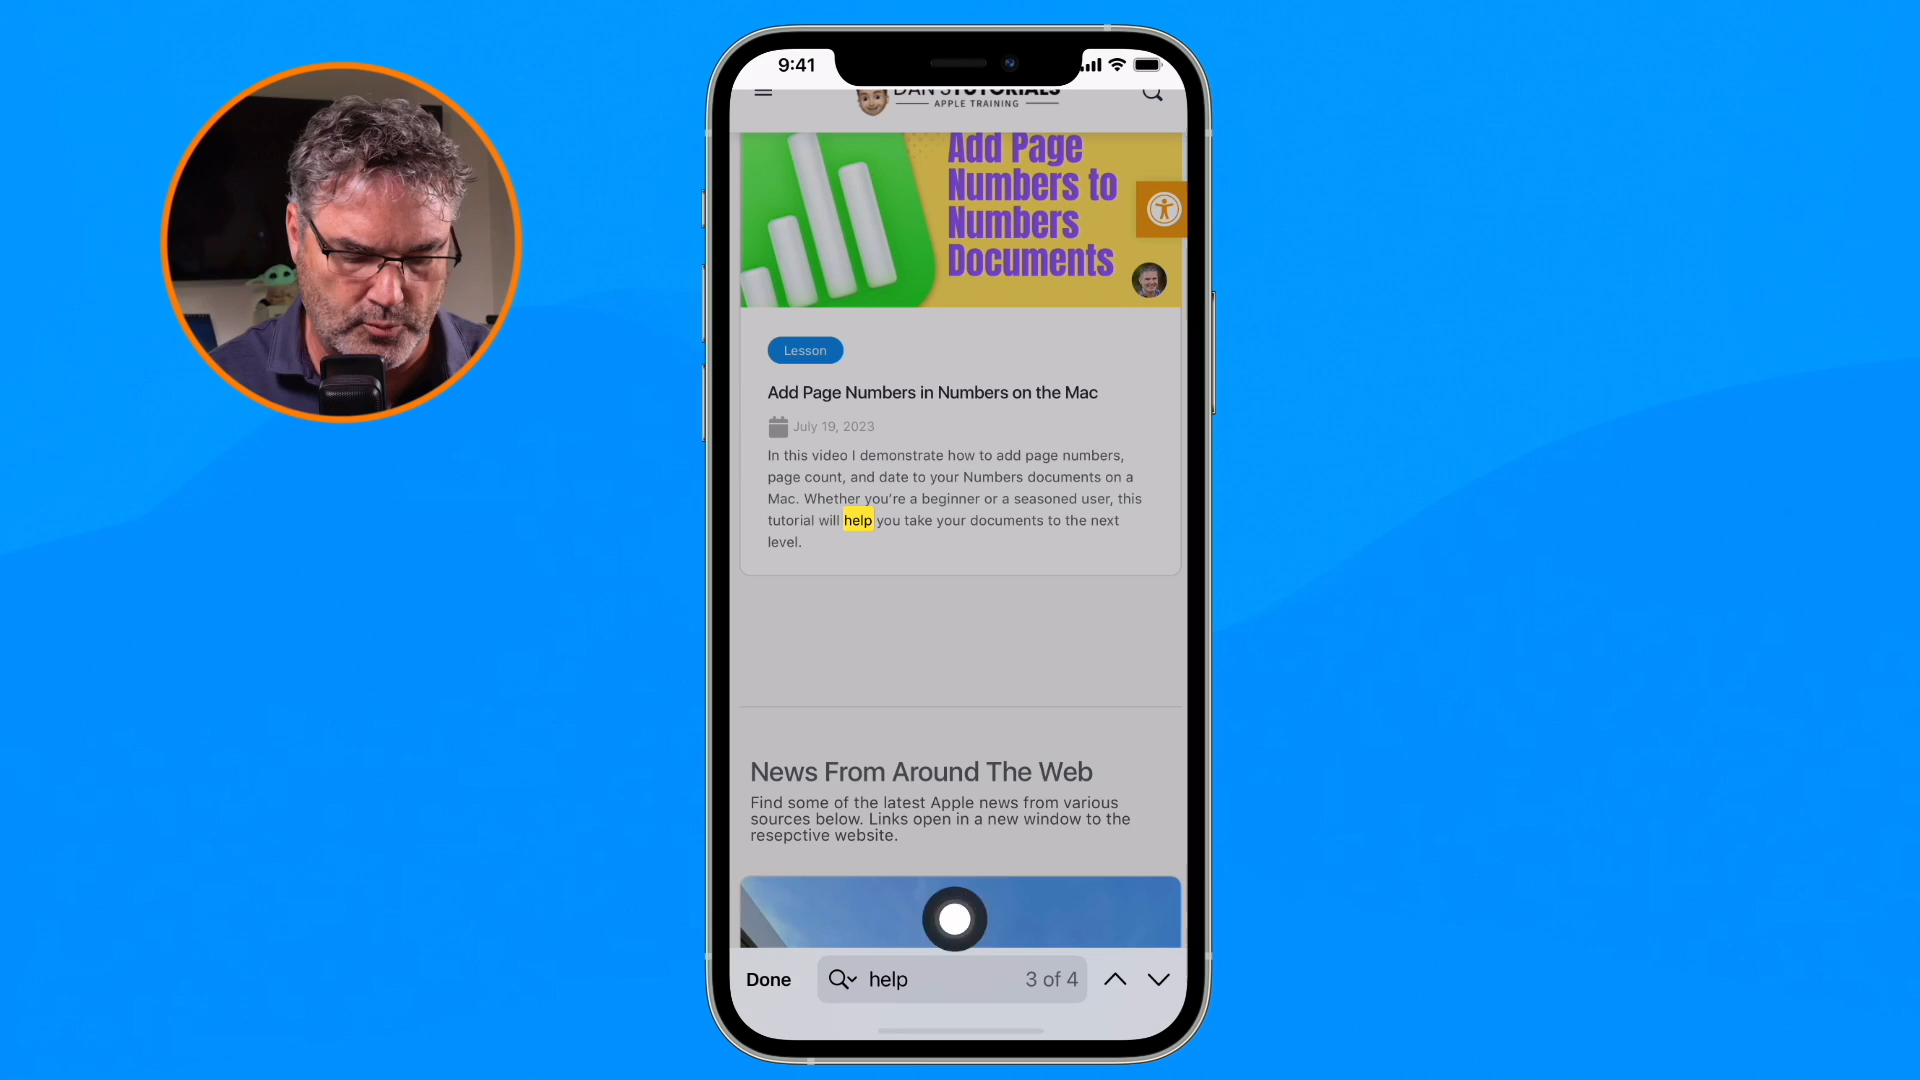 9:41
DAN'S TUTORIALS
APPLE TRAINING
Add Page
Numbers to
Numbers
Documents
Lesson
Add Page Numbers in Numbers on the Mac
July 19, 2023
In this video I demonstrate how to add page numbers,
page count, and date to your Numbers documents on a
Mac. Whether you're a beginner or a seasoned user, this
tutorial will help you take your documents to the next
level.
News From Around The Web
Find some of the latest Apple news from various
sources below. Links open in a new window to the
resepctive website.
Done
help
3 of 4